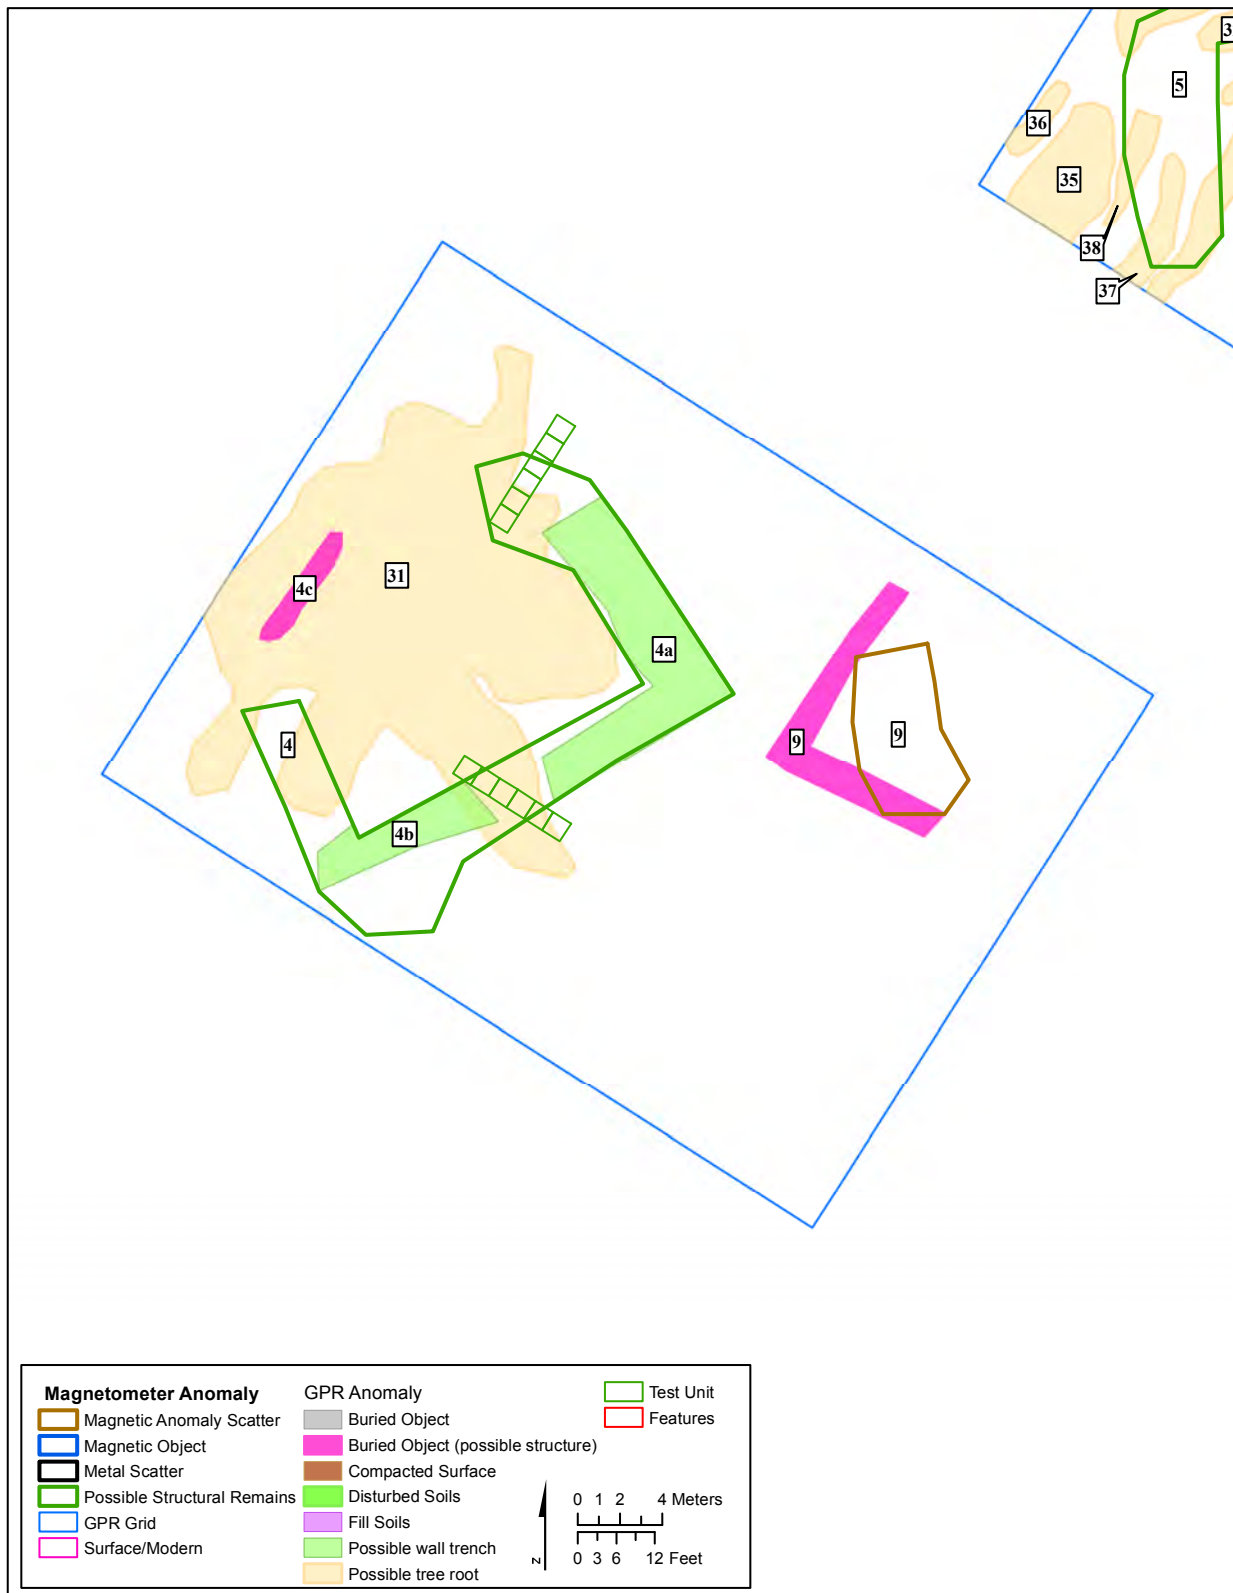 3
5
36
35
38
37
4c
31
4a
9
9
4
4b
Magnetometer Anomaly
Magnetic Anomaly Scatter
Magnetic Object
Metal Scatter
Possible Structural Remains
GPR Grid
Surface/Modern
GPR Anomaly
Buried Object
Buried Object (possible structure)
Compacted Surface
Disturbed Soils
Fill Soils
Possible wall trench
Possible tree root
Test Unit
Features
z
0 1 2 4 Meters
0 3 6 12 Feet